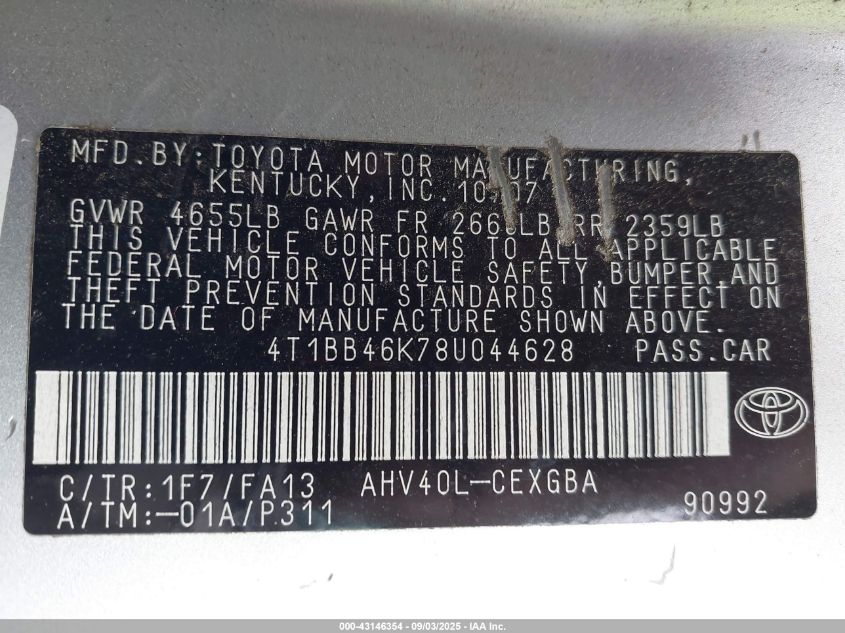 MFD.BY:TOYOTA MOTOR MANUFACTURING,
KENTUCKY,INC.10/07
GVWR 4655LB GAWR FR LB RR 2359LB
THIS VEHICLE CONFORMS TO ALL APPLICABLE
FEDERAL MOTOR VEHICLE SAFETY,BUMPER,AND
THEFT PREVENTION STANDARDS IN EFFECT ON
THE DATE OF MANUFACTURE SHOWN ABOVE.
4T1BB46K78U044628 PASS.CAR
C/TR:1F7/FA13 AHV40L-CEXGBA
A/TM:-01A/P311 90992
000-43146354 - 09/03/2025 - IAA Inc.